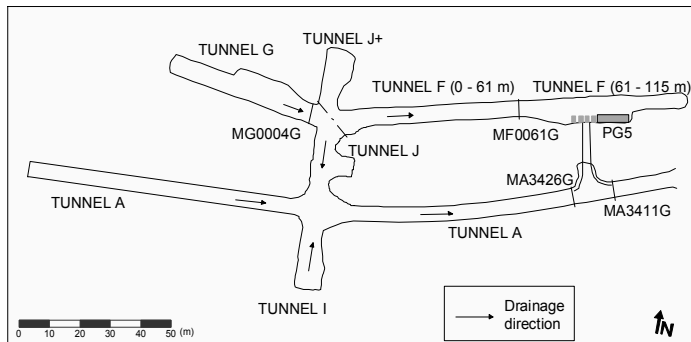 TUNNEL J+
TUNNEL G
TUNNEL F (0 - 61 m)
TUNNEL F (61 - 115 m)
MG0004G
MF0061G
PG5
TUNNEL J
MA3426G
TUNNEL A
MA3411G
TUNNEL A
TUNNEL I
Drainage
direction
0 10 20 30 40 50 (m)
N